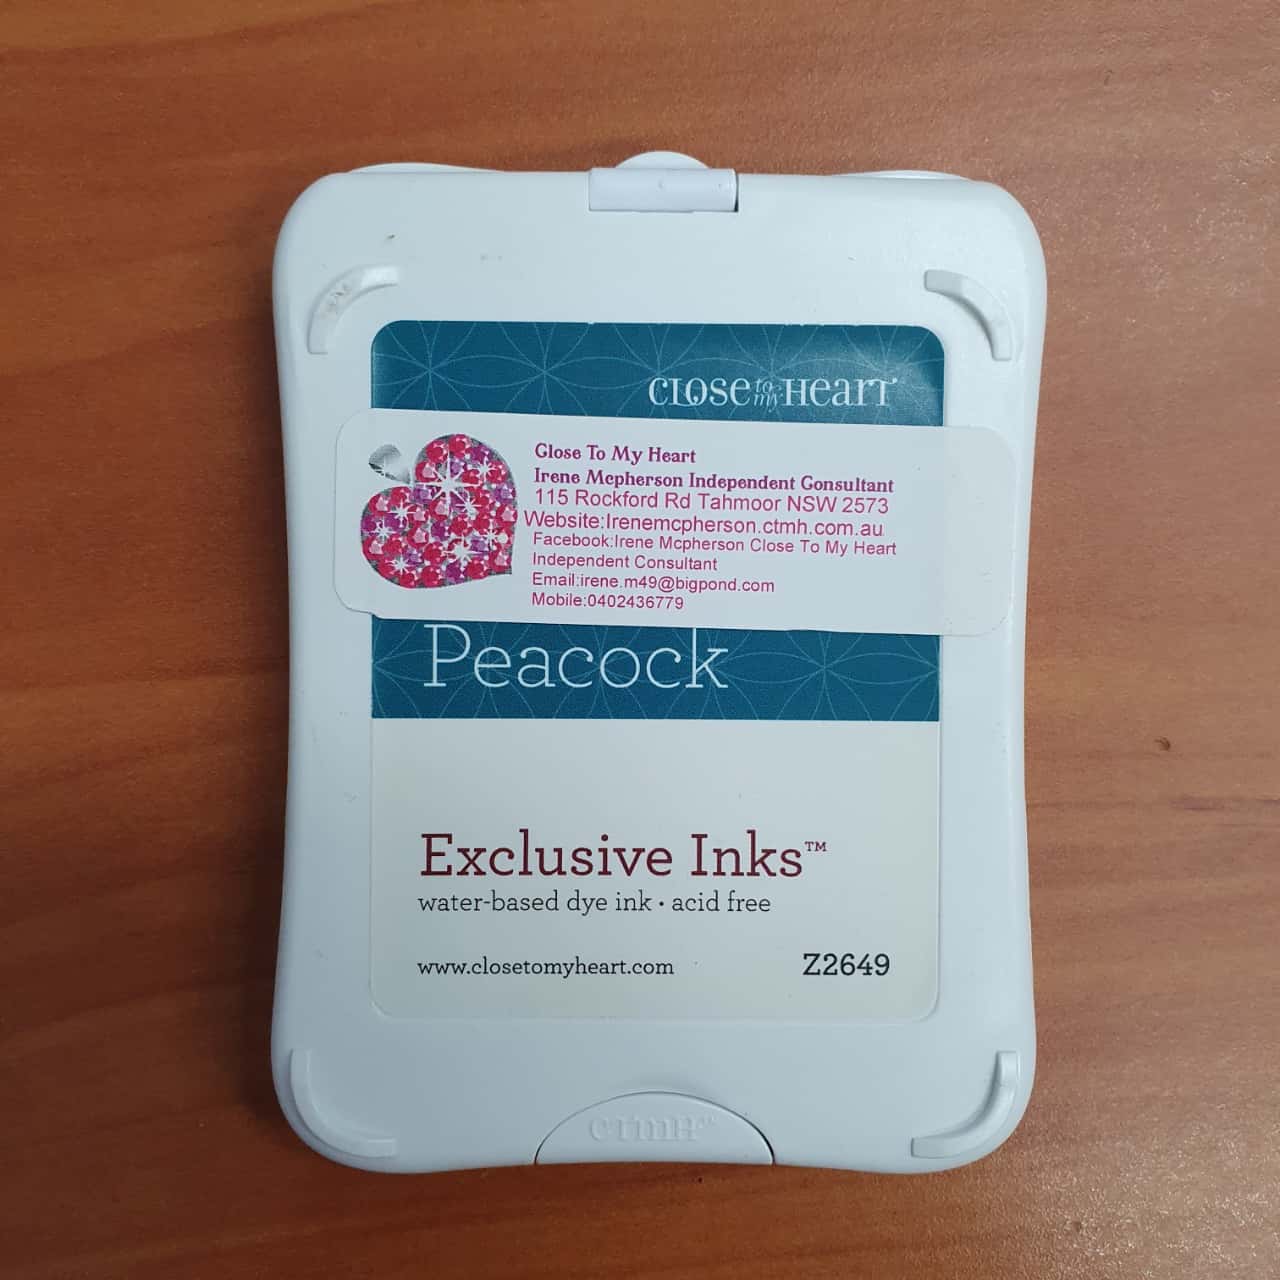 CLOSE to my HEART
Close To My Heart
Irene Mcpherson Independent Consultant
115 Rockford Rd Tahmoor NSW 2573
Website:Irenemcpherson.ctmh.com.au
Facebook:Irene Mcpherson Close To My Heart
Independent Consultant
Email:irene.m49@bigpond.com
Mobile:0402436779
Peacock
Exclusive Inks™
water-based dye ink • acid free
www.closetomyheart.com Z2649
CTMH™